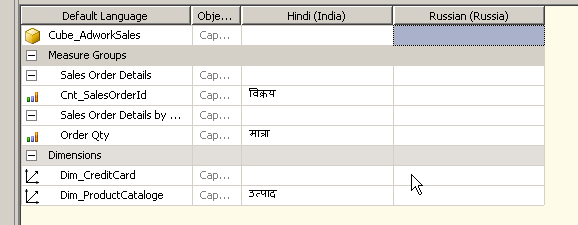 Default Language Obje... Hindi (India) Russian (Russia)
Cube_AdworkSales Cap...
Measure Groups
Sales Order Details Cap...
Cnt_SalesOrderId Cap... विक्रय
Sales Order Details by ... Cap...
Order Qty Cap... मात्रा
Dimensions
Dim_CreditCard Cap...
Dim_ProductCataloge Cap... उत्पाद